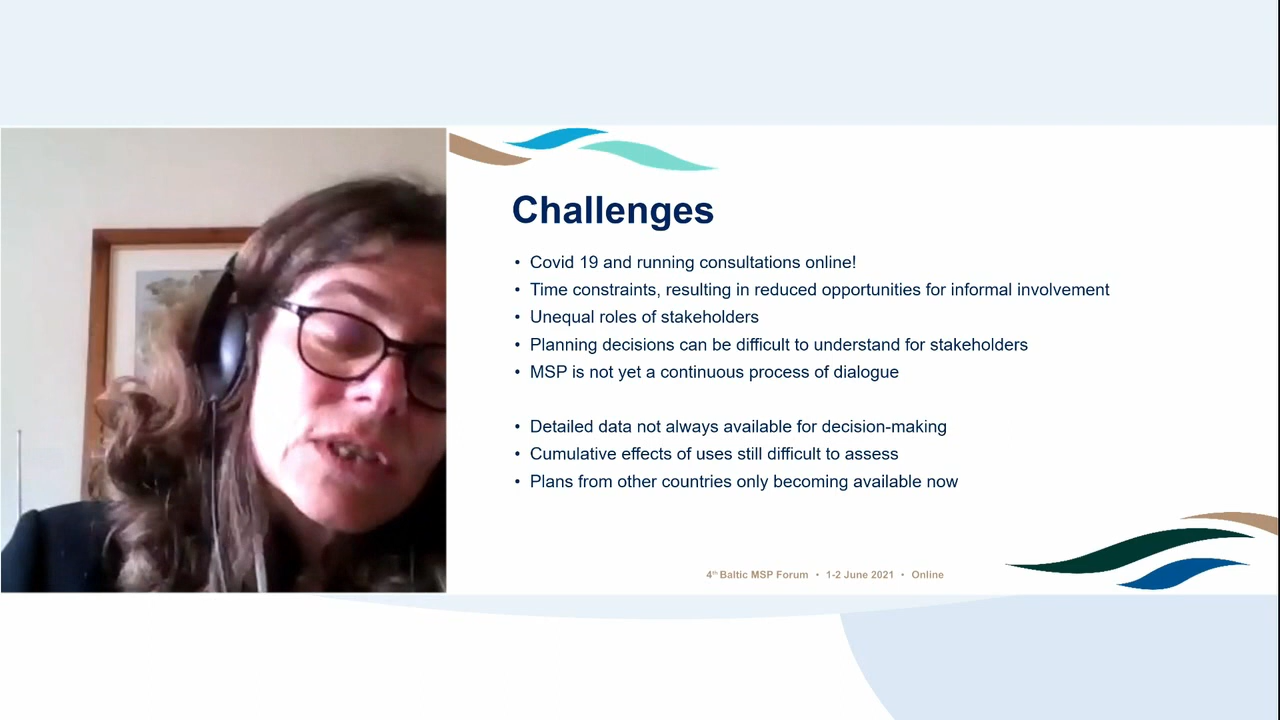 Challenges
• Covid 19 and running consultations online!
• Time constraints, resulting in reduced opportunities for informal involvement
• Unequal roles of stakeholders
• Planning decisions can be difficult to understand for stakeholders
• MSP is not yet a continuous process of dialogue
• Detailed data not always available for decision-making
• Cumulative effects of uses still difficult to assess
• Plans from other countries only becoming available now
4th Baltic MSP Forum • 1-2 June 2021 • Online